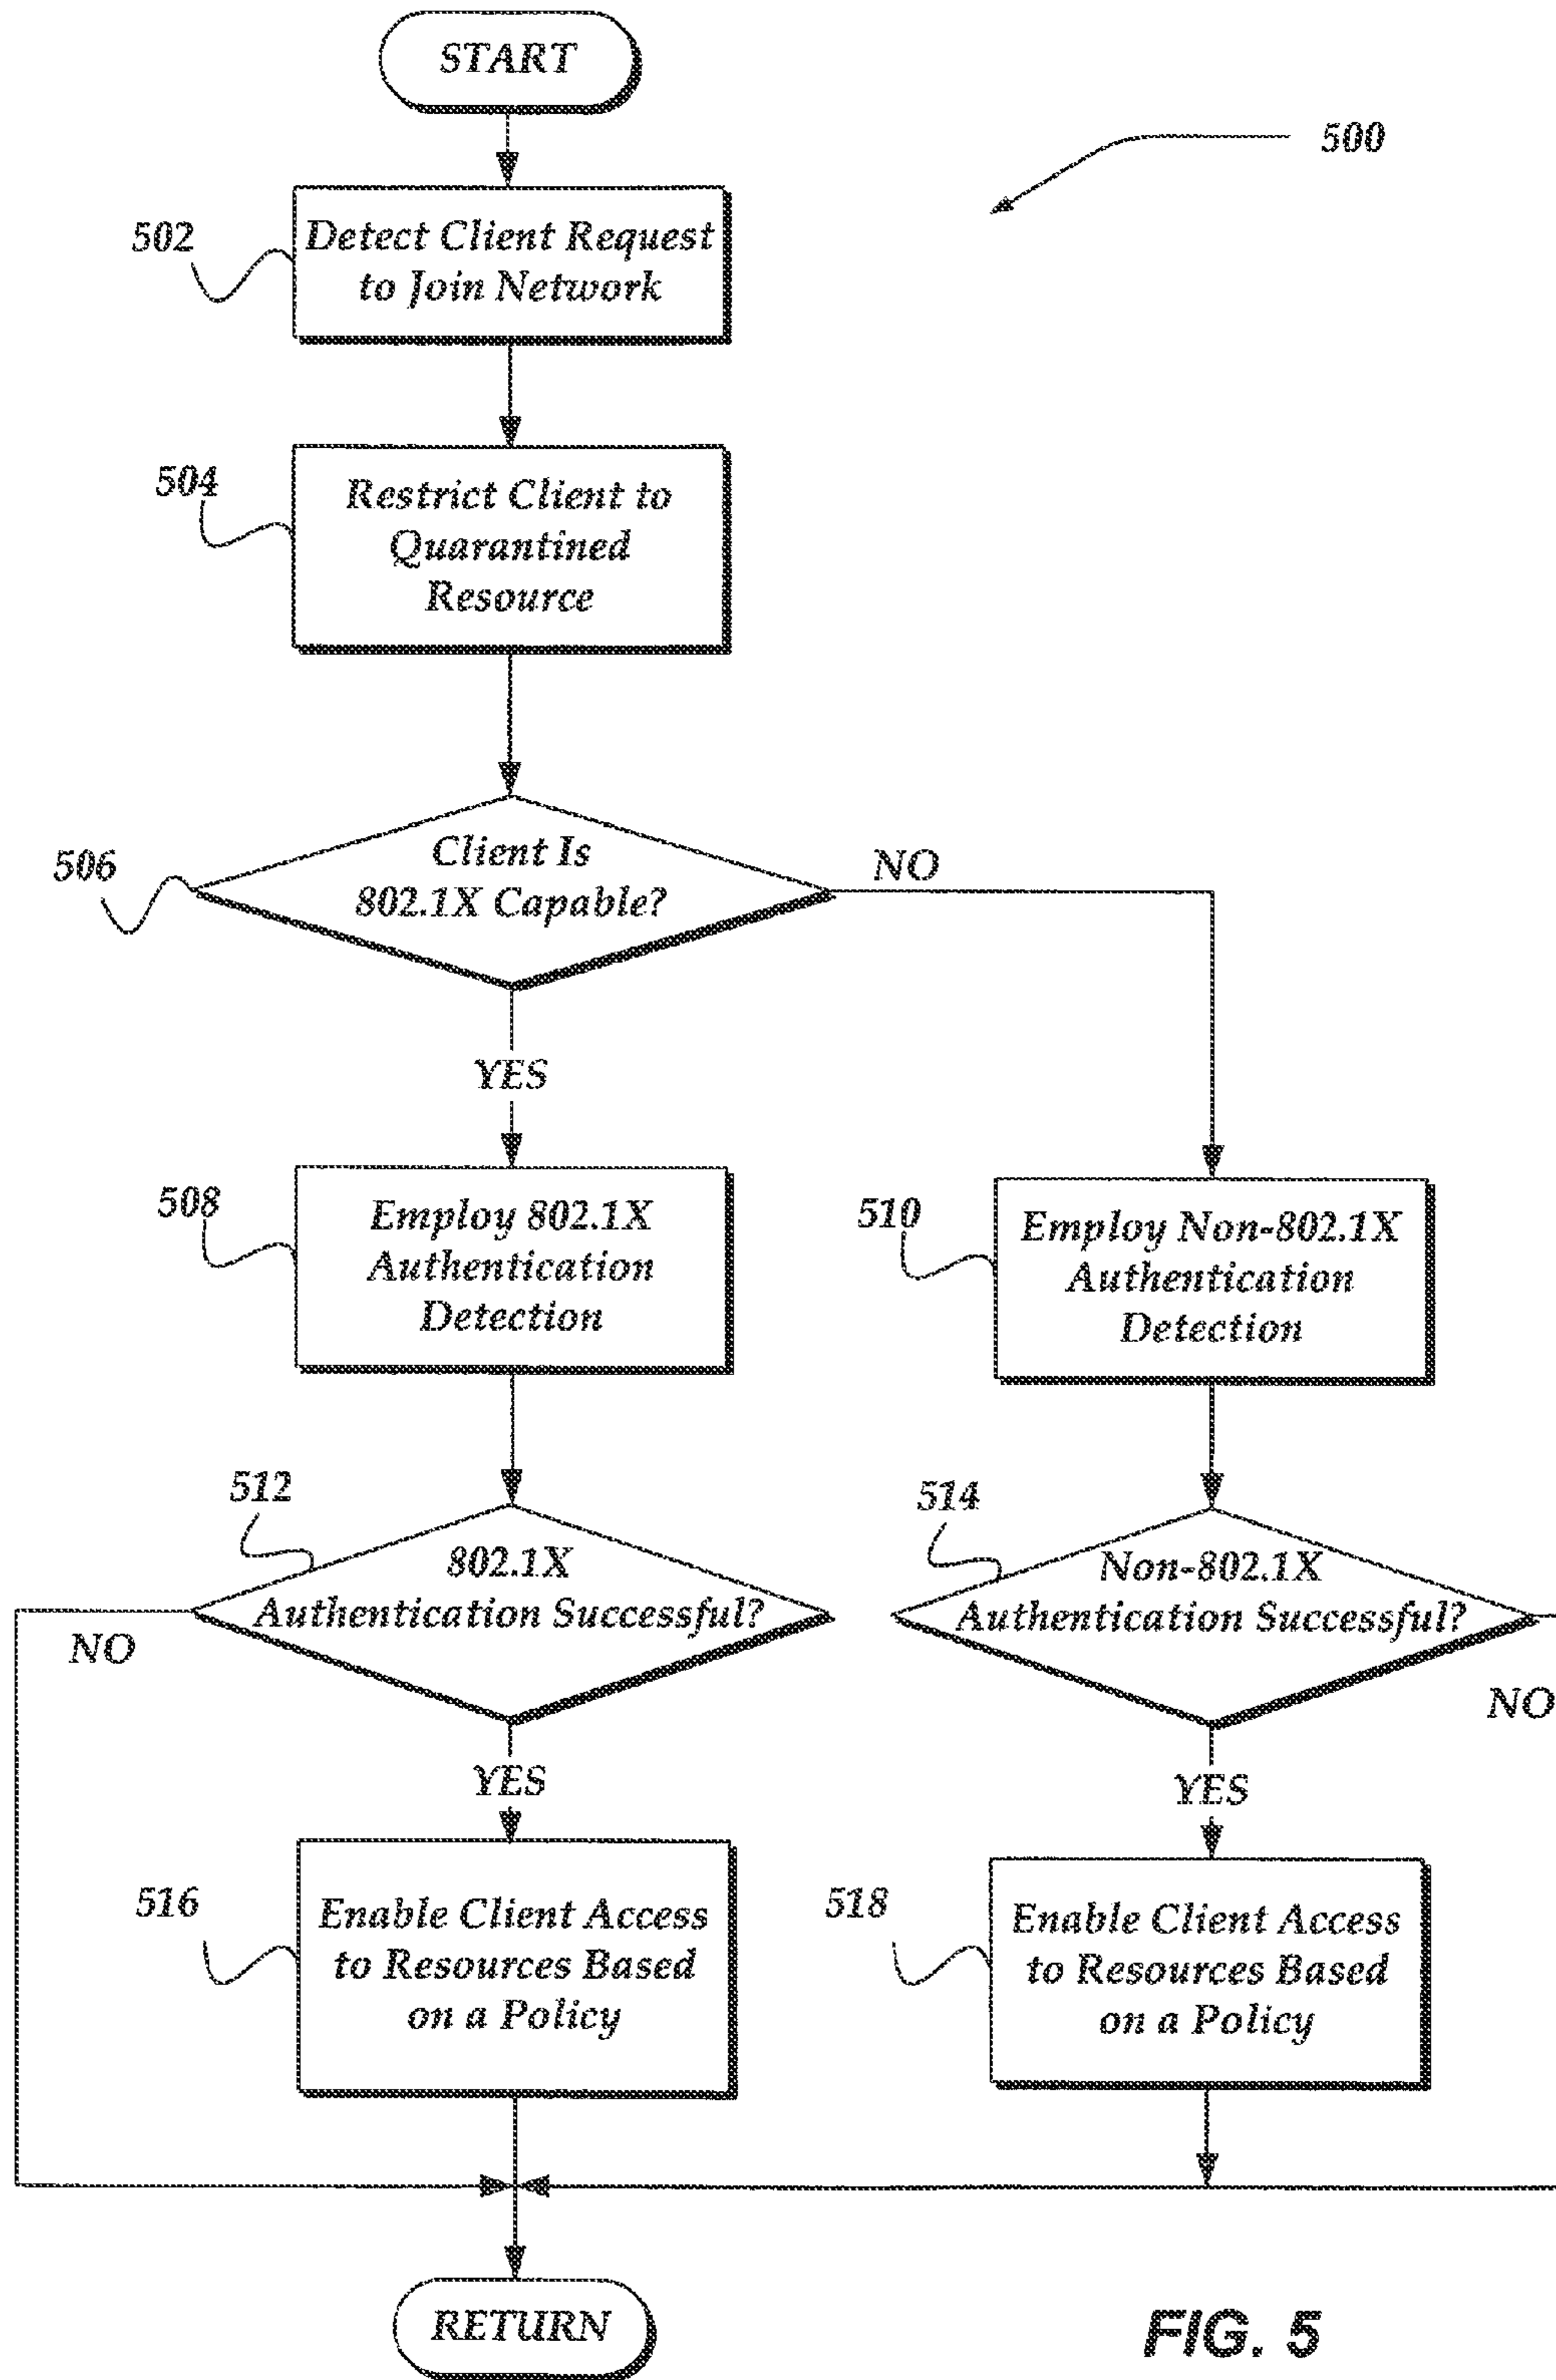 START
500
502
Detect Client Request
to Join Network
504
Restrict Client to
Quarantined
Resource
506
Client Is
802.1X Capable?
NO
YES
508
Employ 802.1X
Authentication
Detection
510
Employ Non-802.1X
Authentication
Detection
512
802.1X
Authentication Successful?
NO
YES
514
Non-802.1X
Authentication Successful?
NO
YES
516
Enable Client Access
to Resources Based
on a Policy
518
Enable Client Access
to Resources Based
on a Policy
RETURN
FIG. 5